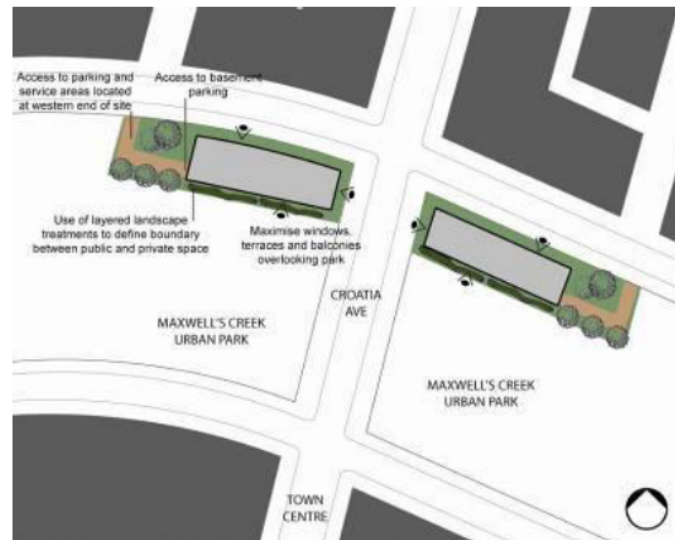 Access to parking and
service areas located
at western end of site
Access to basement
parking
Use of layered landscape
treatments to define boundary
between public and private space
Maximise windows,
terraces and balconies
overlooking park
CROATIA
AVE
MAXWELL'S CREEK
URBAN PARK
MAXWELL'S CREEK
URBAN PARK
TOWN
CENTRE